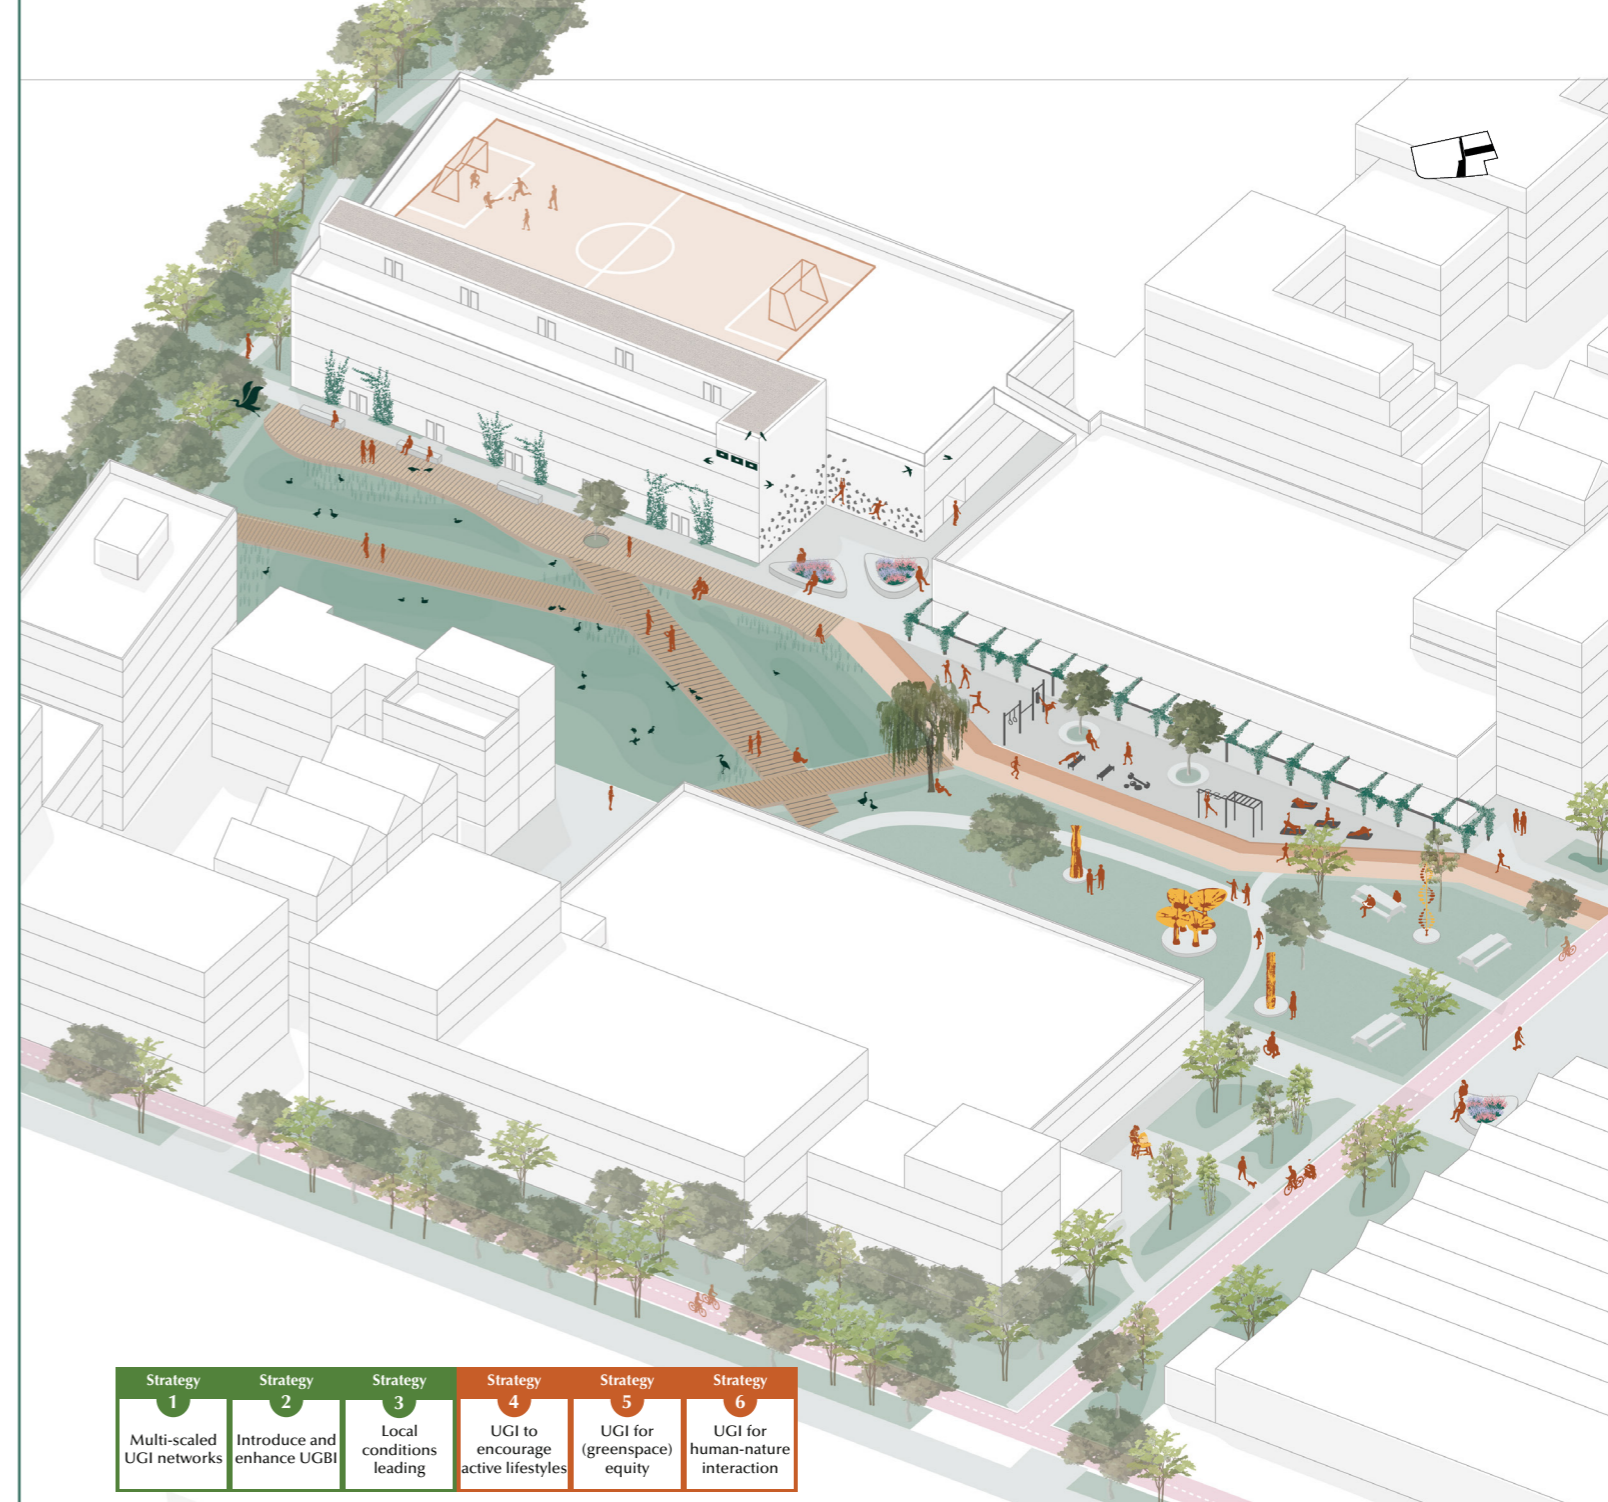 Strategy
1
Multi-scaled
UGI networks
Strategy
2
Introduce and
enhance UGBI
Strategy
3
Local
conditions
leading
Strategy
4
UGI to
encourage
active lifestyles
Strategy
5
UGI for
(greenspace)
equity
Strategy
6
UGI for
human-nature
interaction